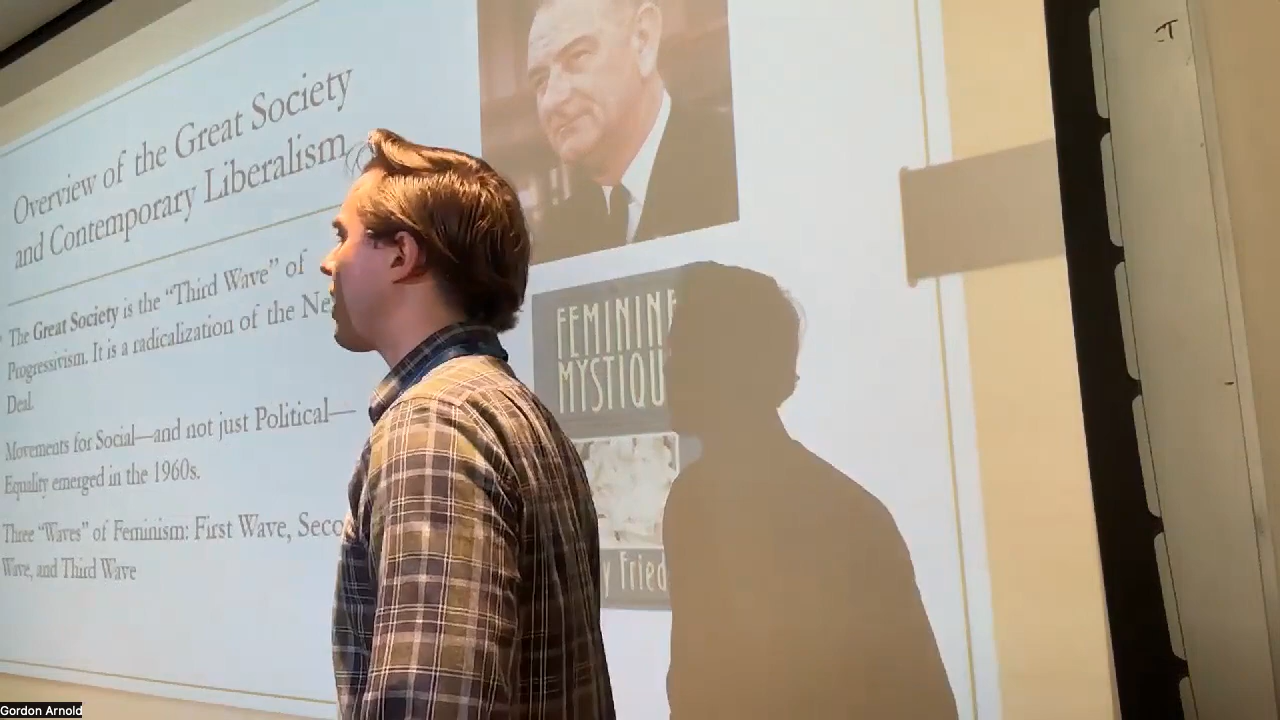 Overview of the Great Society
and Contemporary Liberalism
The Great Society is the “Third Wave” of
Progressivism. It is a radicalization of the Ne
Deal.
Movements for Social—and not just Political—
Equality emerged in the 1960s.
Three “Waves” of Feminism: First Wave, Seco
Wave, and Third Wave
FEMININ
MYSTIQU
y Fried
Gordon Arnold